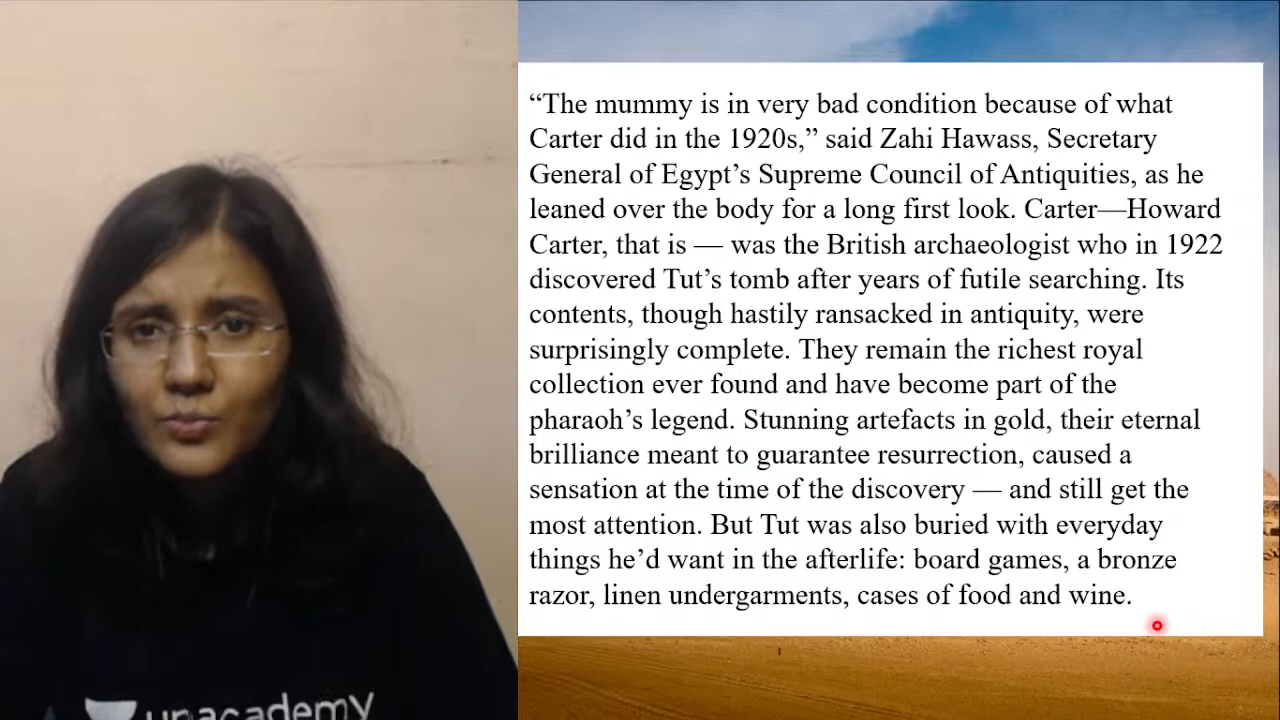 “The mummy is in very bad condition because of what
Carter did in the 1920s,” said Zahi Hawass, Secretary
General of Egypt’s Supreme Council of Antiquities, as he
leaned over the body for a long first look. Carter—Howard
Carter, that is — was the British archaeologist who in 1922
discovered Tut’s tomb after years of futile searching. Its
contents, though hastily ransacked in antiquity, were
surprisingly complete. They remain the richest royal
collection ever found and have become part of the
pharaoh’s legend. Stunning artefacts in gold, their eternal
brilliance meant to guarantee resurrection, caused a
sensation at the time of the discovery — and still get the
most attention. But Tut was also buried with everyday
things he’d want in the afterlife: board games, a bronze
razor, linen undergarments, cases of food and wine.
unacademy